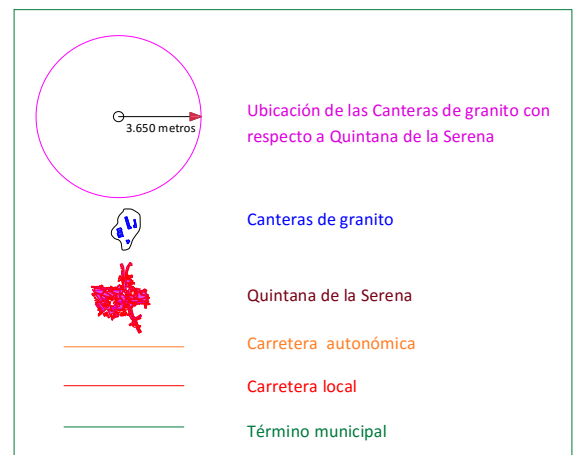 3.650 metros
Ubicación de las Canteras de granito con
respecto a Quintana de la Serena
Canteras de granito
Quintana de la Serena
Carretera autonómica
Carretera local
Término municipal